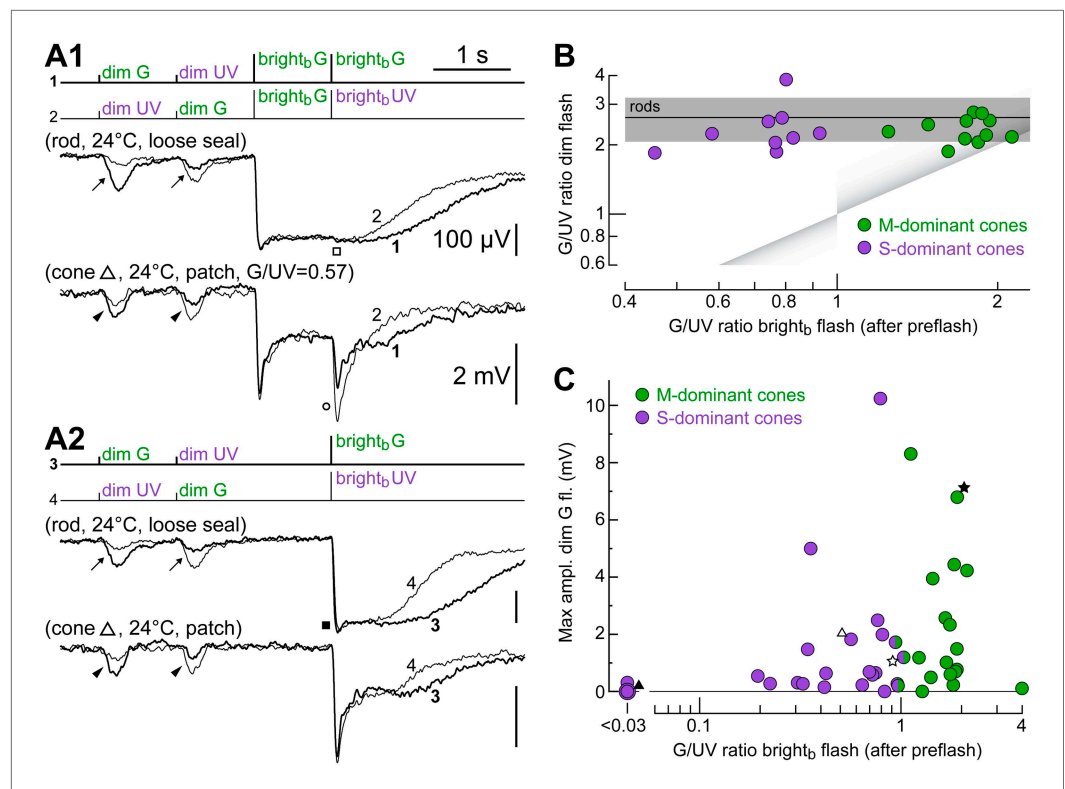 A1
1 s
1
dim G
dim UV
bright_b G
bright_b G
2
dim UV
dim G
bright_b G
bright_b UV
(rod, 24°C, loose seal)
2
1
100 µV
(cone △, 24°C, patch, G/UV=0.57)
2
1
2 mV
A2
3
dim G
dim UV
bright_b G
4
dim UV
dim G
bright_b UV
(rod, 24°C, loose seal)
4
3
(cone △, 24°C, patch)
4
3
B
G/UV ratio dim flash
4
3
2
1
0.8
0.6
rods
M-dominant cones
S-dominant cones
0.4
0.6
0.8
1
2
G/UV ratio bright_b flash (after preflash)
C
M-dominant cones
S-dominant cones
Max ampl. dim G fl. (mV)
10
8
6
4
2
0
<0.03
0.1
1
4
G/UV ratio bright_b flash (after preflash)